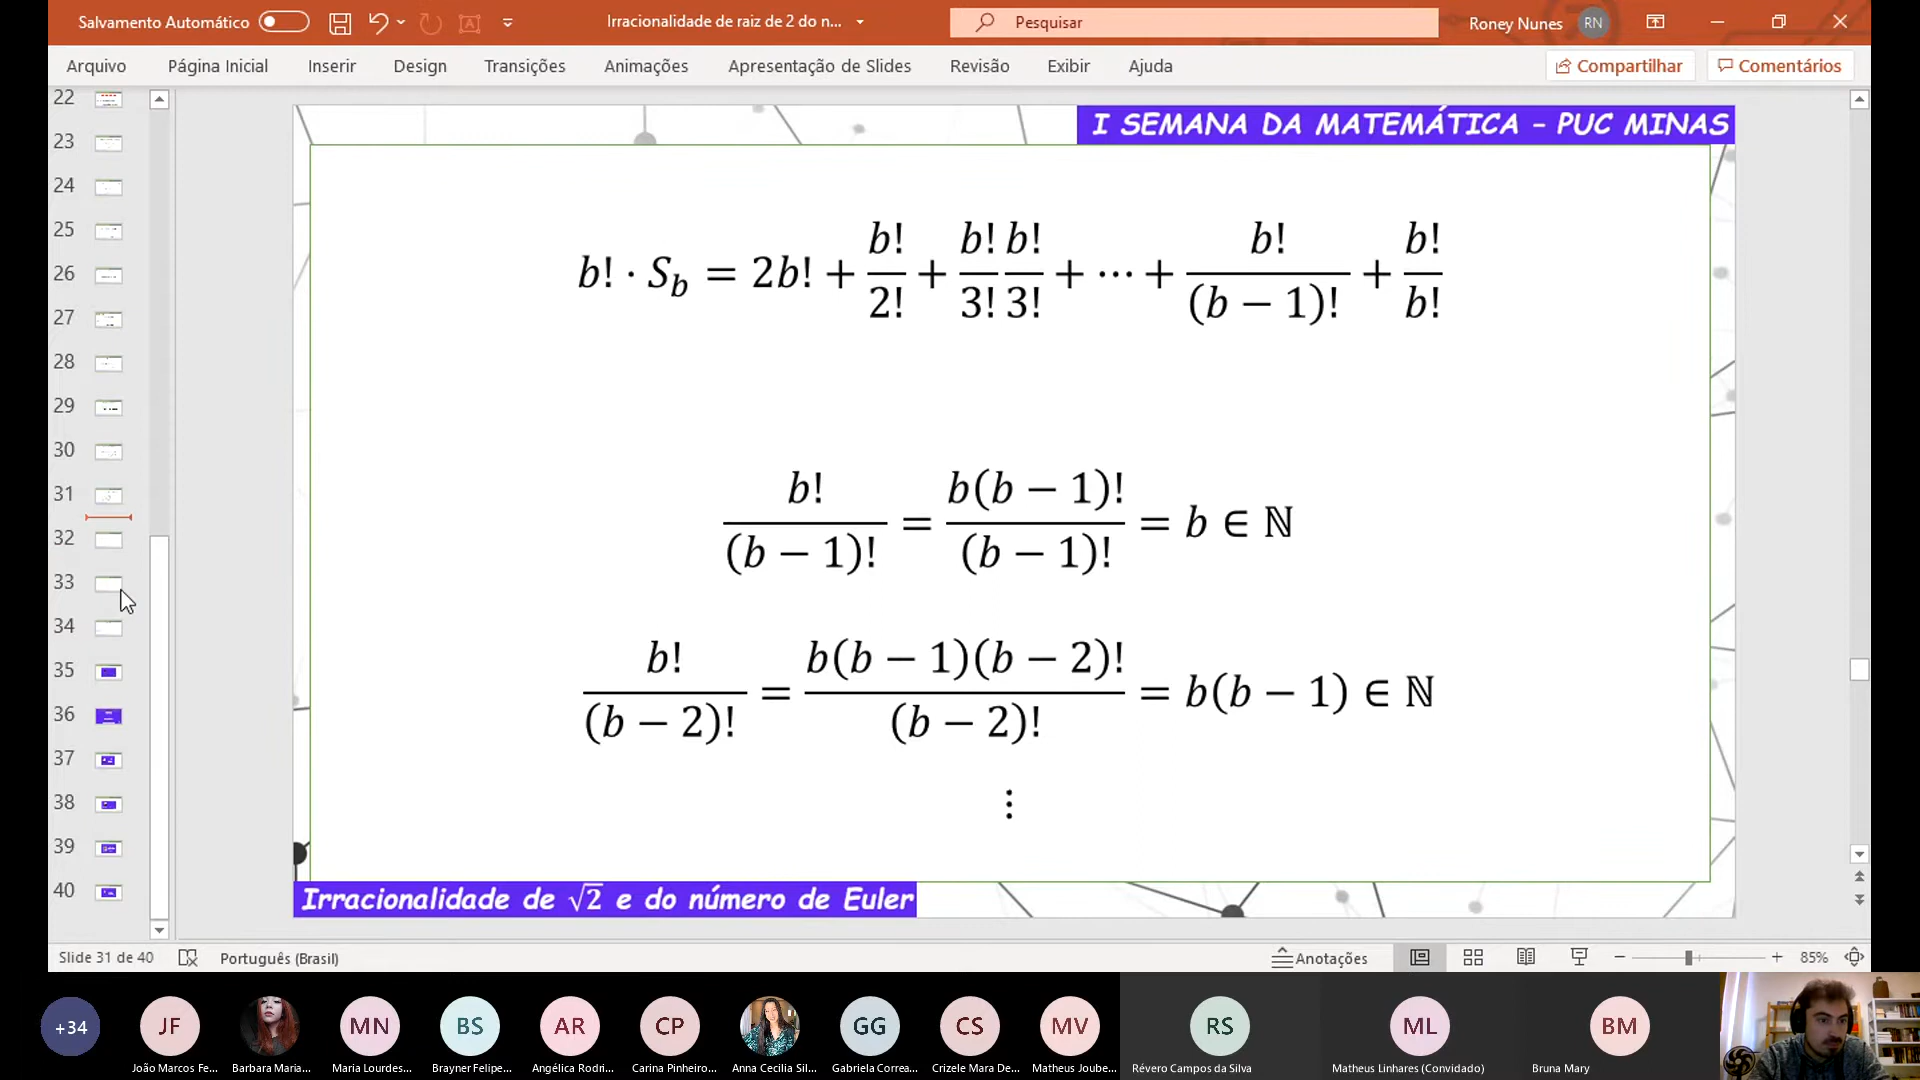 Salvamento Automático
Irracionalidade de raiz de 2 do n...
Pesquisar
Roney Nunes RN
Arquivo Página Inicial Inserir Design Transições Animações Apresentação de Slides Revisão Exibir Ajuda Compartilhar Comentários
22
23
24
25
26
27
28
29
30
31
32
33
34
35
36
37
38
39
40
I SEMANA DA MATEMÁTICA - PUC MINAS
b! · S_b = 2b! + b!/2! + b!/3! b!/3! + ⋯ + b!/(b − 1)! + b!/b!
b!/(b − 1)! = b(b − 1)!/(b − 1)! = b ∈ ℕ
b!/(b − 2)! = b(b − 1)(b − 2)!/(b − 2)! = b(b − 1) ∈ ℕ
⋮
Irracionalidade de √2 e do número de Euler
Slide 31 de 40 Português (Brasil) Anotações 85%
+34 JF BS MN AR CP GG CS MV RS ML BM
João Marcos Fe... Barbara Maria... Maria Lourdes... Brayner Felipe... Angélica Rodri... Carina Pinheiro... Anna Cecilia Sil... Gabriela Correa... Crizele Mara De... Matheus Joube... Révero Campos da Silva Matheus Linhares (Convidado) Bruna Mary